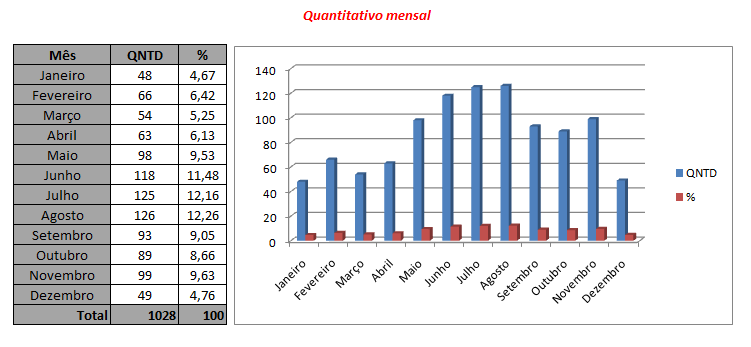 Quantitativo mensal
Mês QNTD %
Janeiro 48 4,67
Fevereiro 66 6,42
Março 54 5,25
Abril 63 6,13
Maio 98 9,53
Junho 118 11,48
Julho 125 12,16
Agosto 126 12,26
Setembro 93 9,05
Outubro 89 8,66
Novembro 99 9,63
Dezembro 49 4,76
Total 1028 100
140
120
100
80
60
40
20
0
Janeiro
Fevereiro
Março
Abril
Maio
Junho
Julho
Agosto
Setembro
Outubro
Novembro
Dezembro
QNTD
%